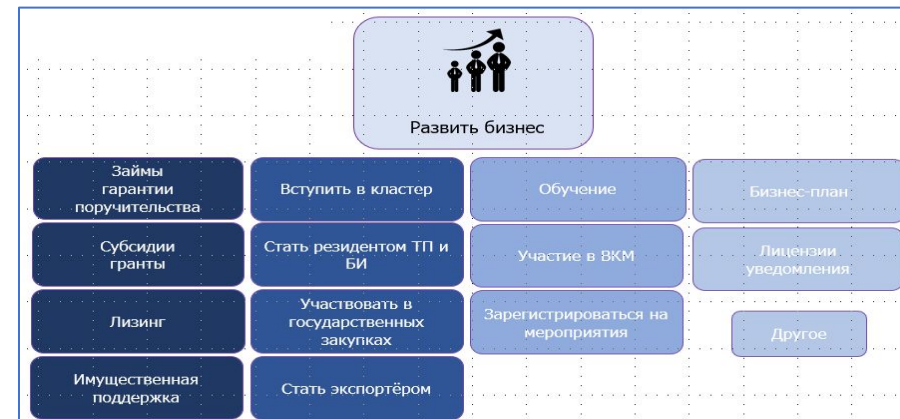 Развить бизнес
Займы
гарантии
поручительства
Вступить в кластер
Обучение
Бизнес-план
Субсидии
гранты
Стать резидентом ТП и
БИ
Участие в ВКМ
Лицензии
уведомления
Лизинг
Участвовать в
государственных
закупках
Зарегистрироваться на
мероприятия
Другое
Имущественная
поддержка
Стать экспортёром